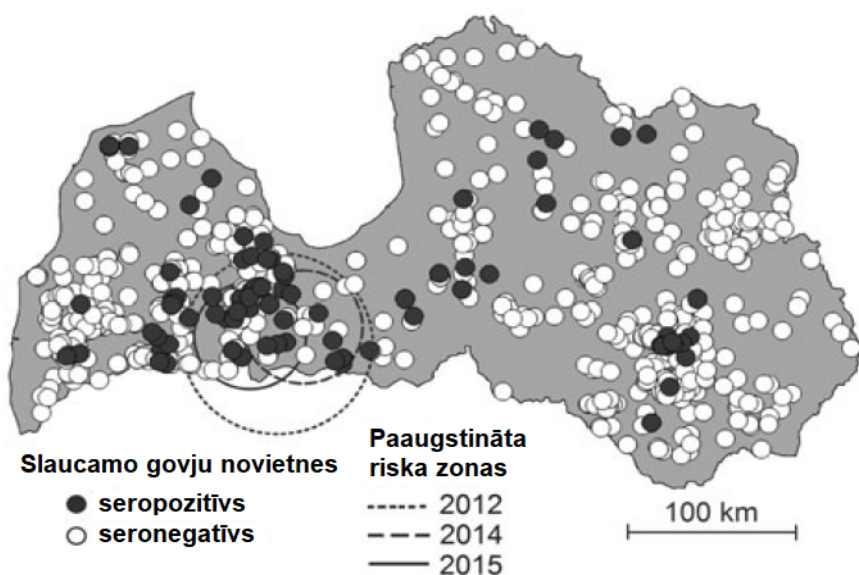 Slaucamo govju novietnes
seropozitīvs
seronegatīvs
Paaugstināta
riska zonas
2012
2014
2015
100 km